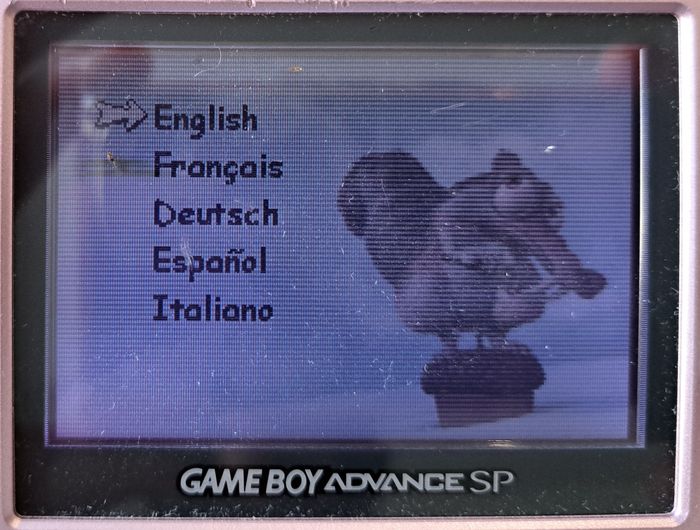 English
Français
Deutsch
Español
Italiano
GAME BOY ADVANCE SP